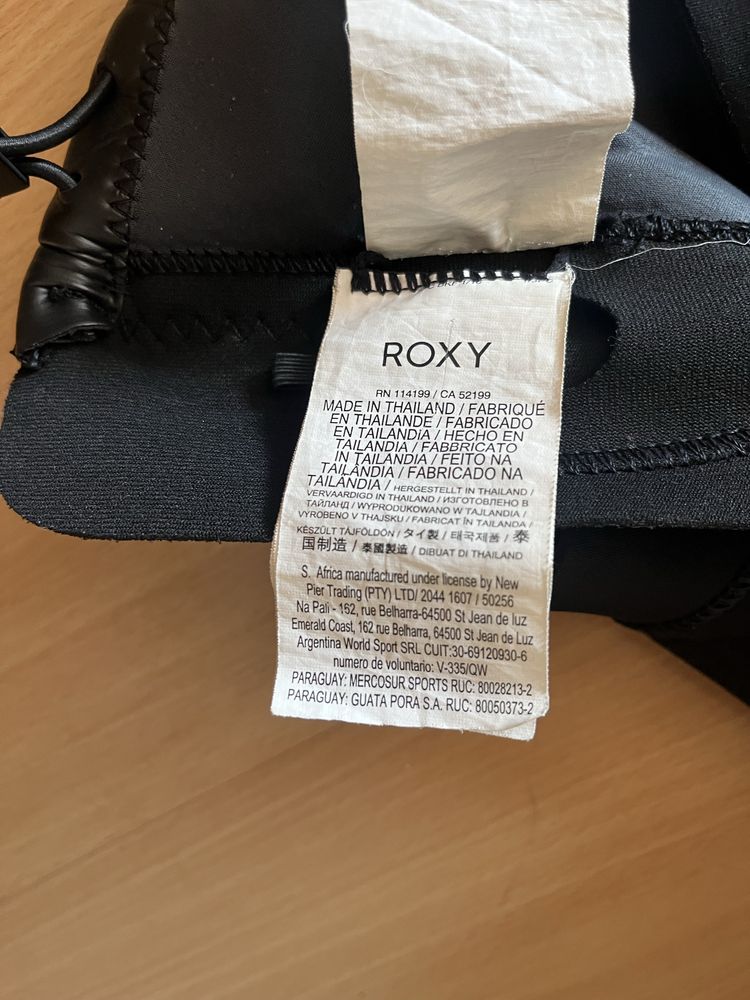 ROXY
RN 114199 / CA 52199
MADE IN THAILAND / FABRIQUÉ
EN THAILANDE / FABRICADO
EN TAILANDIA / HECHO EN
TAILANDIA / FABBRICATO
IN TAILANDIA / FEITO NA
TAILÂNDIA / FABRICADO NA
TAILÂNDIA / HERGESTELLT IN THAILAND /
VERVAARDIGD IN THAILAND / ИЗГОТОВЛЕНО В
ТАЙЛАНД / WYPRODUKOWANO W TAJLANDIA /
VYROBENO V THAJSKU / FABRICAT ÎN TAILANDA /
KÉSZÜLT TÁJFÖLDÖN / タイ製 / 태국제품 / 泰
国制造 / 泰國製造 / DIBUAT DI THAILAND
S. Africa manufactured under license by New
Pier Trading (PTY) LTD/ 2044 1607 / 50256
Na Pali - 162, rue Belharra-64500 St Jean de luz
Emerald Coast, 162 rue Belharra, 64500 St Jean de Luz
Argentina World Sport SRL CUIT:30-69120930-6
numero de voluntario: V-335/QW
PARAGUAY: MERCOSUR SPORTS RUC: 80028213-2
PARAGUAY: GUATA PORA S.A. RUC: 80050373-2